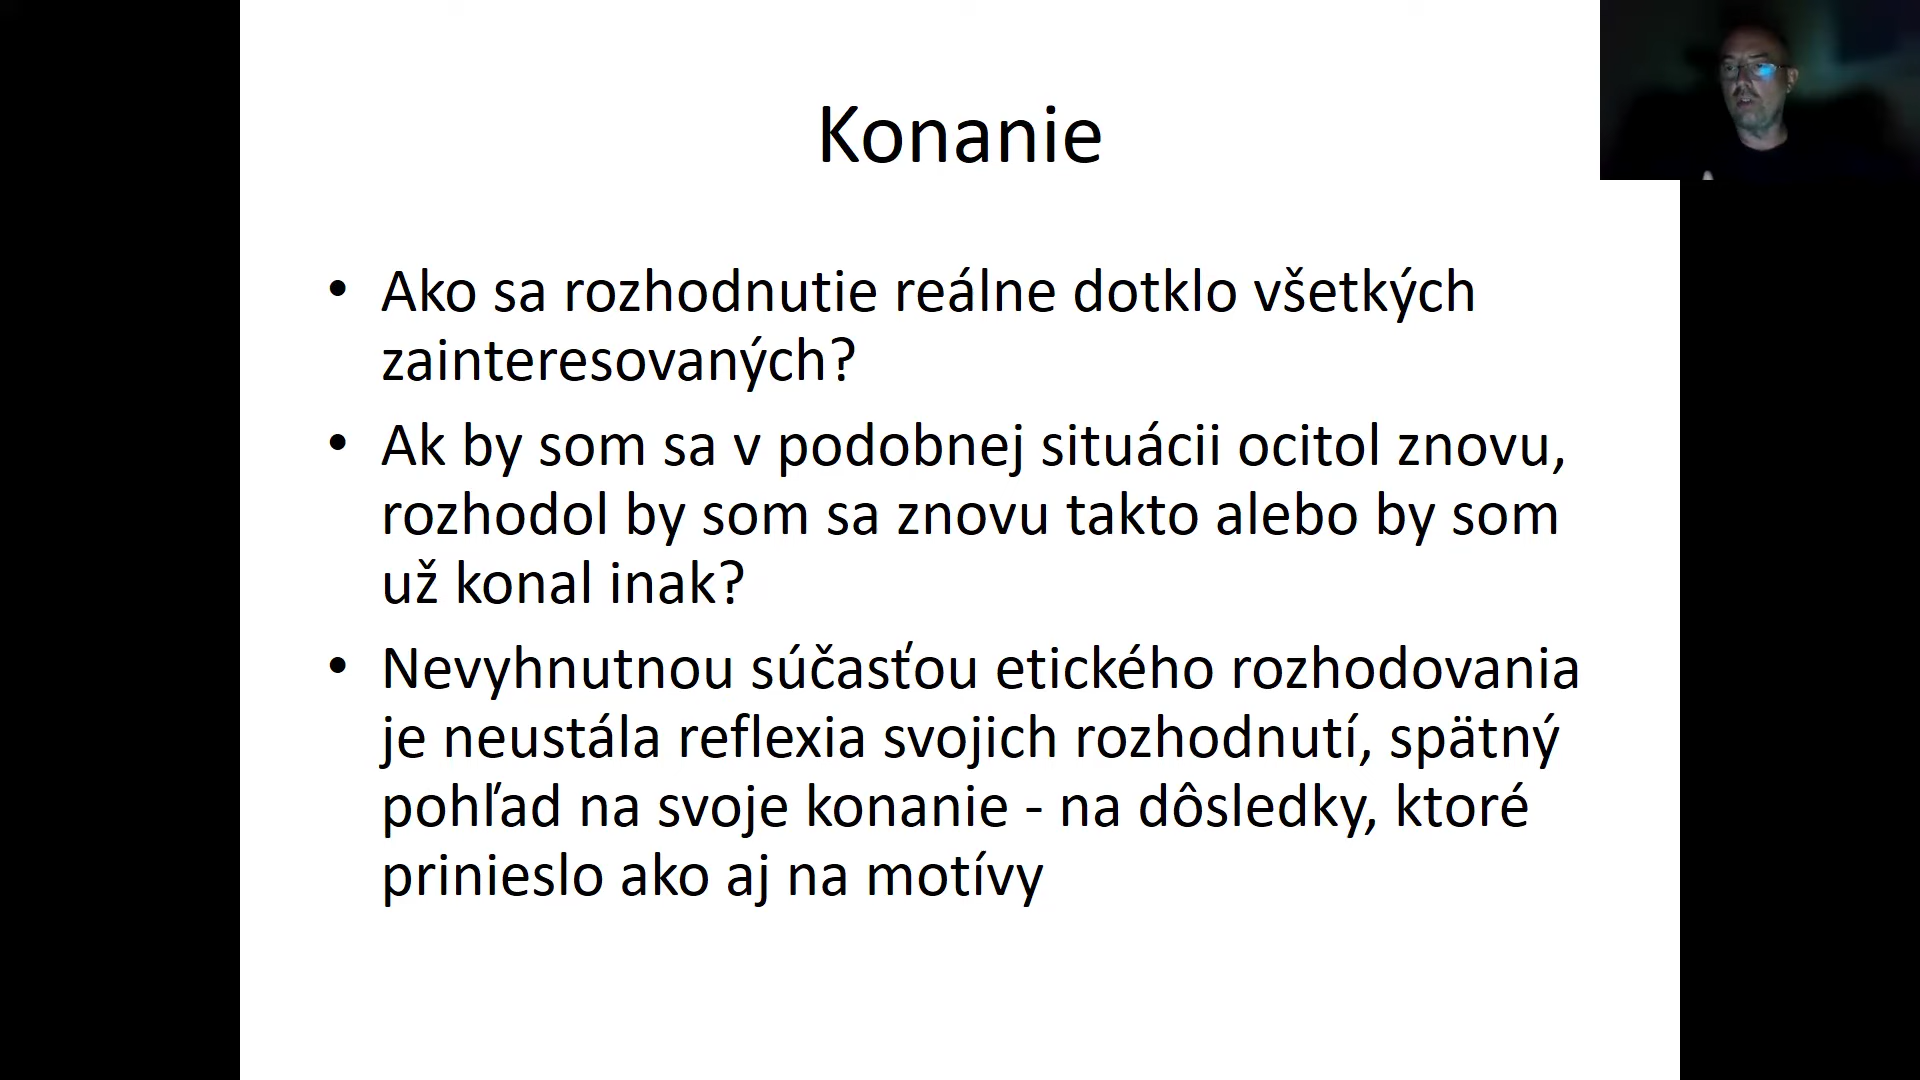 Konanie
• Ako sa rozhodnutie reálne dotklo všetkých
zainteresovaných?
• Ak by som sa v podobnej situácii ocitol znovu,
rozhodol by som sa znovu takto alebo by som
už konal inak?
• Nevyhnutnou súčasťou etického rozhodovania
je neustála reflexia svojich rozhodnutí, spätný
pohľad na svoje konanie - na dôsledky, ktoré
prinieslo ako aj na motívy